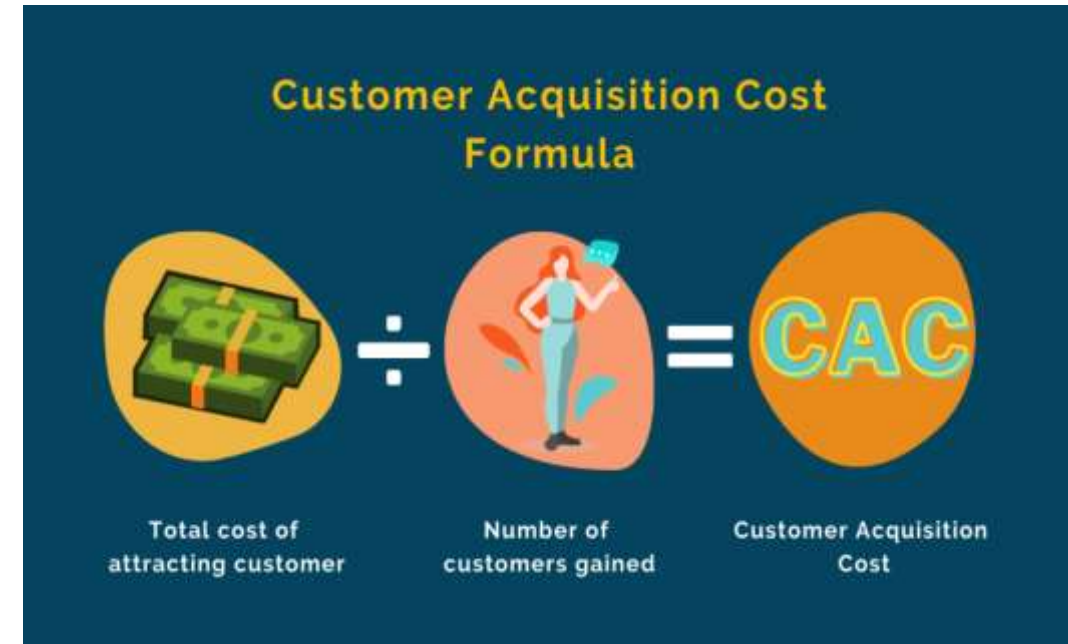 Customer Acquisition Cost
Formula
÷
=
CAC
Total cost of
attracting customer
Number of
customers gained
Customer Acquisition
Cost